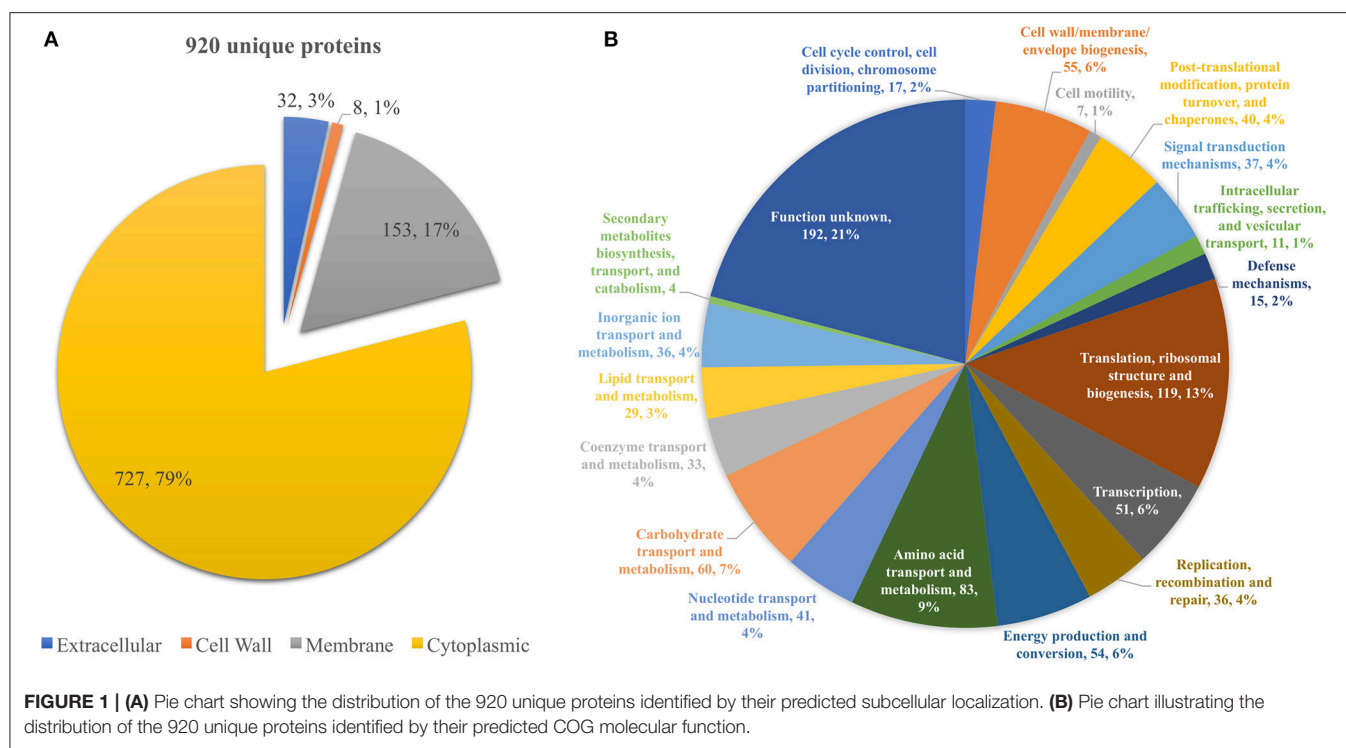 A
920 unique proteins
32, 3%
8, 1%
153, 17%
727, 79%
Extracellular Cell Wall Membrane Cytoplasmic
B
Cell cycle control, cell
division, chromosome
partitioning, 17, 2%
Cell wall/membrane/
envelope biogenesis,
55, 6%
Cell motility,
7, 1%
Post-translational
modification, protein
turnover, and
chaperones, 40, 4%
Signal transduction
mechanisms, 37, 4%
Intracellular
trafficking, secretion,
and vesicular
transport, 11, 1%
Defense
mechanisms,
15, 2%
Translation, ribosomal
structure and
biogenesis, 119, 13%
Transcription,
51, 6%
Replication,
recombination and
repair, 36, 4%
Energy production and
conversion, 54, 6%
Amino acid
transport and
metabolism, 83,
9%
Nucleotide transport
and metabolism, 41,
4%
Carbohydrate
transport and
metabolism, 60, 7%
Coenzyme transport
and metabolism, 33,
4%
Lipid transport
and metabolism,
29, 3%
Inorganic ion
transport and
metabolism, 36, 4%
Secondary
metabolites
biosynthesis,
transport, and
catabolism, 4
Function unknown,
192, 21%
FIGURE 1 | (A) Pie chart showing the distribution of the 920 unique proteins identified by their predicted subcellular localization. (B) Pie chart illustrating the
distribution of the 920 unique proteins identified by their predicted COG molecular function.